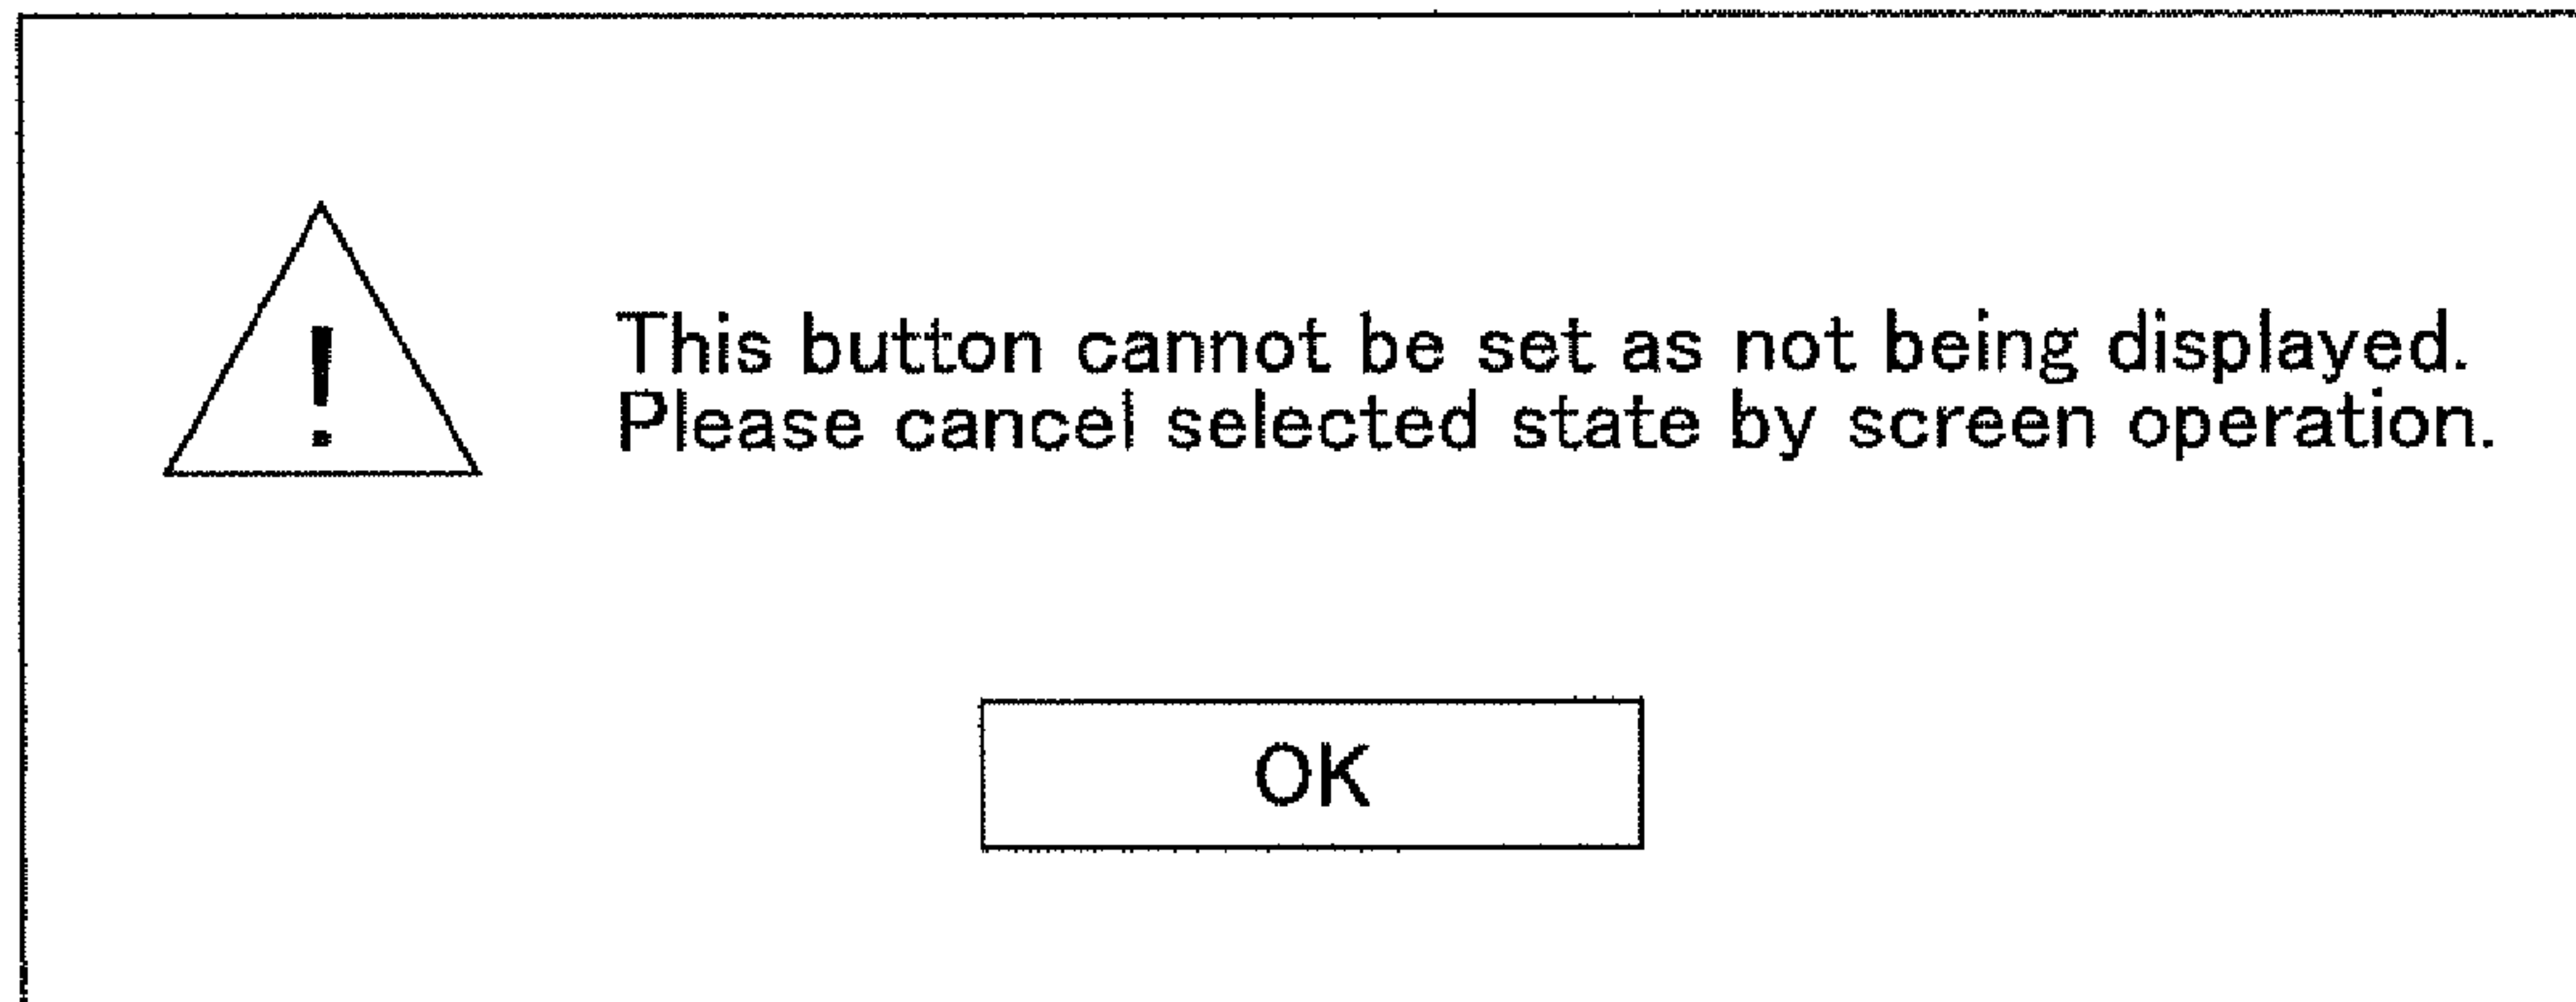 !
This button cannot be set as not being displayed.
Please cancel selected state by screen operation.
OK